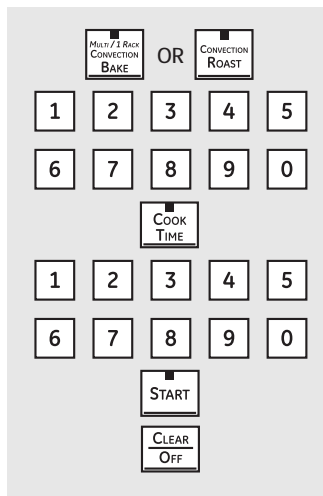 MULTI / 1 RACK
CONVECTION
BAKE
OR
CONVECTION
ROAST
1 2 3 4 5
6 7 8 9 0
COOK
TIME
1 2 3 4 5
6 7 8 9 0
START
CLEAR
OFF